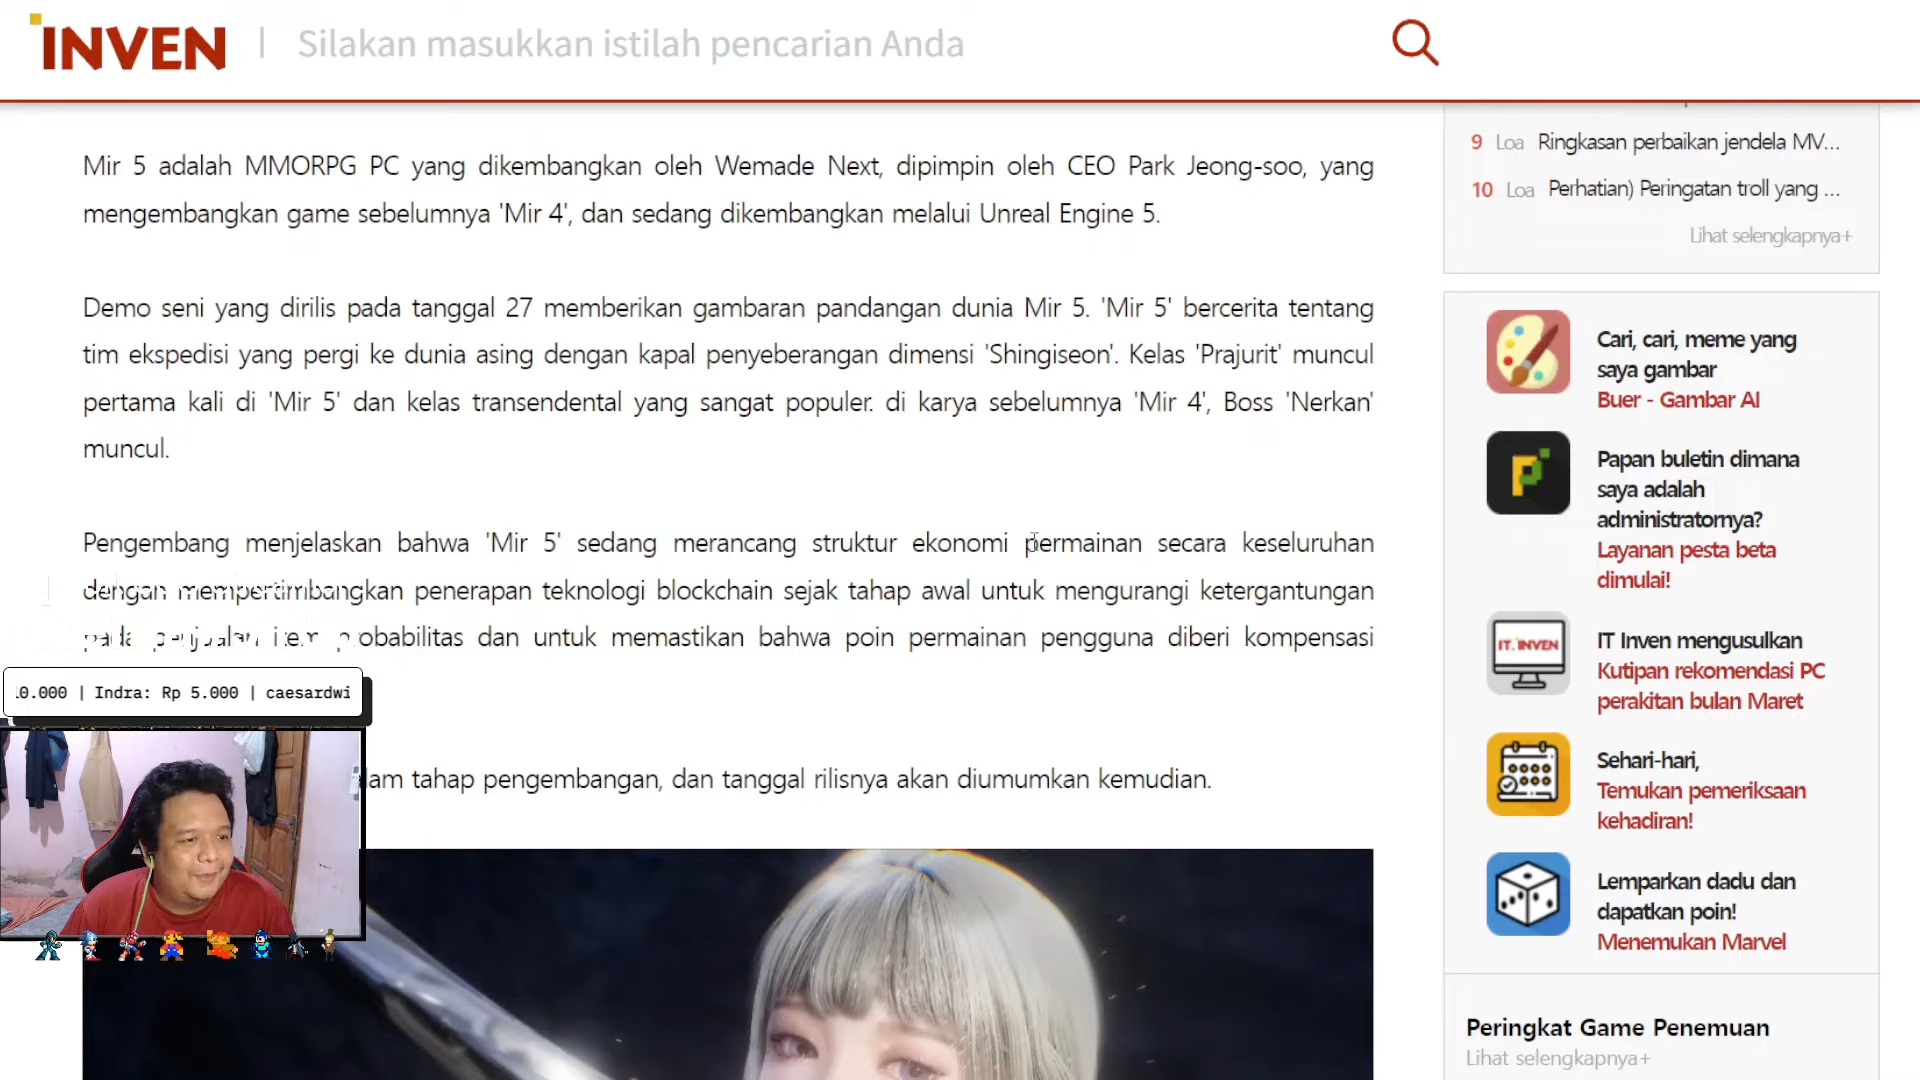 INVEN | Silakan masukkan istilah pencarian Anda
Mir 5 adalah MMORPG PC yang dikembangkan oleh Wemade Next, dipimpin oleh CEO Park Jeong-soo, yang
mengembangkan game sebelumnya 'Mir 4', dan sedang dikembangkan melalui Unreal Engine 5.
Demo seni yang dirilis pada tanggal 27 memberikan gambaran pandangan dunia Mir 5. 'Mir 5' bercerita tentang
tim ekspedisi yang pergi ke dunia asing dengan kapal penyeberangan dimensi 'Shingiseon'. Kelas 'Prajurit' muncul
pertama kali di 'Mir 5' dan kelas transendental yang sangat populer. di karya sebelumnya 'Mir 4', Boss 'Nerkan'
muncul.
Pengembang menjelaskan bahwa 'Mir 5' sedang merancang struktur ekonomi permainan secara keseluruhan
dengan mempertimbangkan penerapan teknologi blockchain sejak tahap awal untuk mengurangi ketergantungan
pada penjualan item probabilitas dan untuk memastikan bahwa poin permainan pengguna diberi kompensasi
.0.000 | Indra: Rp 5.000 | caesardwi
lam tahap pengembangan, dan tanggal rilisnya akan diumumkan kemudian.
9 Loa Ringkasan perbaikan jendela MV...
10 Loa Perhatian) Peringatan troll yang ...
Lihat selengkapnya+
Cari, cari, meme yang
saya gambar
Buer - Gambar AI
Papan buletin dimana
saya adalah
administratornya?
Layanan pesta beta
dimulai!
IT. INVEN
IT Inven mengusulkan
Kutipan rekomendasi PC
perakitan bulan Maret
Sehari-hari,
Temukan pemeriksaan
kehadiran!
Lemparkan dadu dan
dapatkan poin!
Menemukan Marvel
Peringkat Game Penemuan
Lihat selengkapnya+